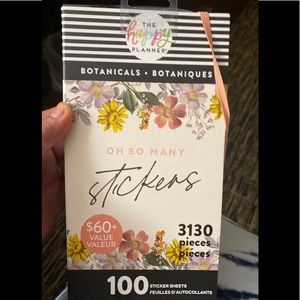 THE
happy
PLANNER
BOTANICALS • BOTANIQUES
OH SO MANY
stickers
$60+
VALUE
VALEUR
3130
pieces
pièces
100 STICKER SHEETS
FEUILLES D'AUTOCOLLANTS